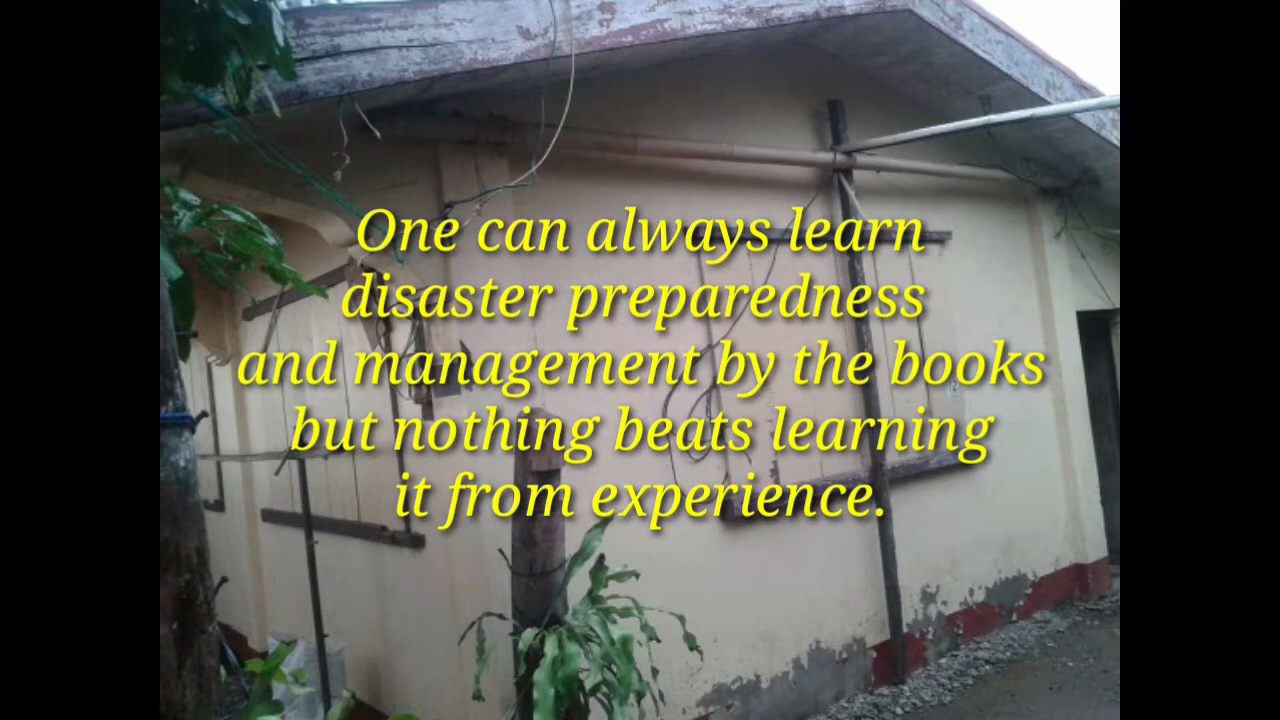 One can always learn
disaster preparedness
and management by the books
but nothing beats learning
it from experience.